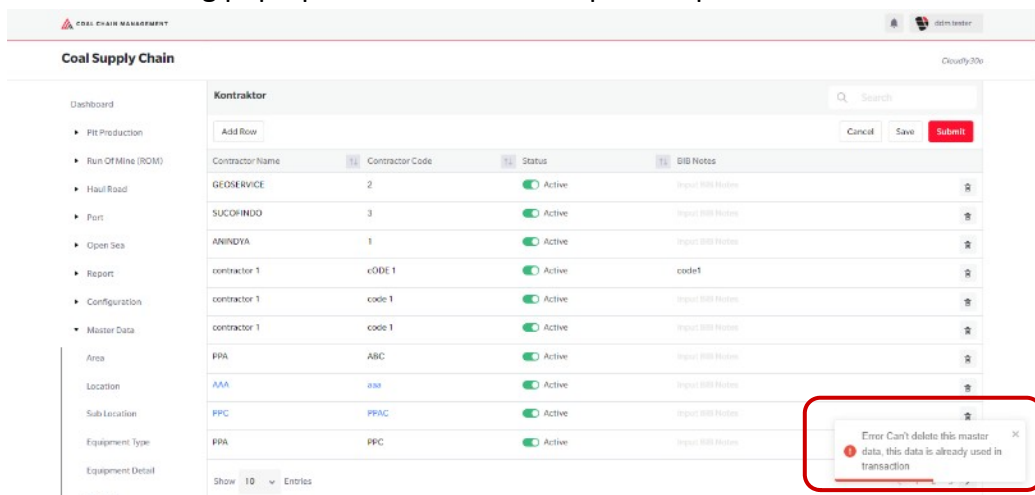 COAL CHAIN MANAGEMENT
ddm tester
Coal Supply Chain
Cloudfy30o
Dashboard
Pit Production
Run Of Mine (ROM)
Haul Road
Port
Open Sea
Report
Configuration
Master Data
Area
Location
Sub Location
Equipment Type
Equipment Detail
Kontraktor
Search
Add Row
Cancel Save Submit
Contractor Name Contractor Code Status BIB Notes
GEOSERVICE 2 Active Input BIB Notes
SUCOFINDO 3 Active Input BIB Notes
ANINDYA 1 Active Input BIB Notes
contractor 1 cODE 1 Active code1
contractor 1 code 1 Active Input BIB Notes
contractor 1 code 1 Active Input BIB Notes
PPA ABC Active Input BIB Notes
AAA aaa Active Input BIB Notes
PPC PPAC Active Input BIB Notes
PPA PPC Active Input BIB Notes
Show 10 Entries
Error Can't delete this master
data, this data is already used in
transaction